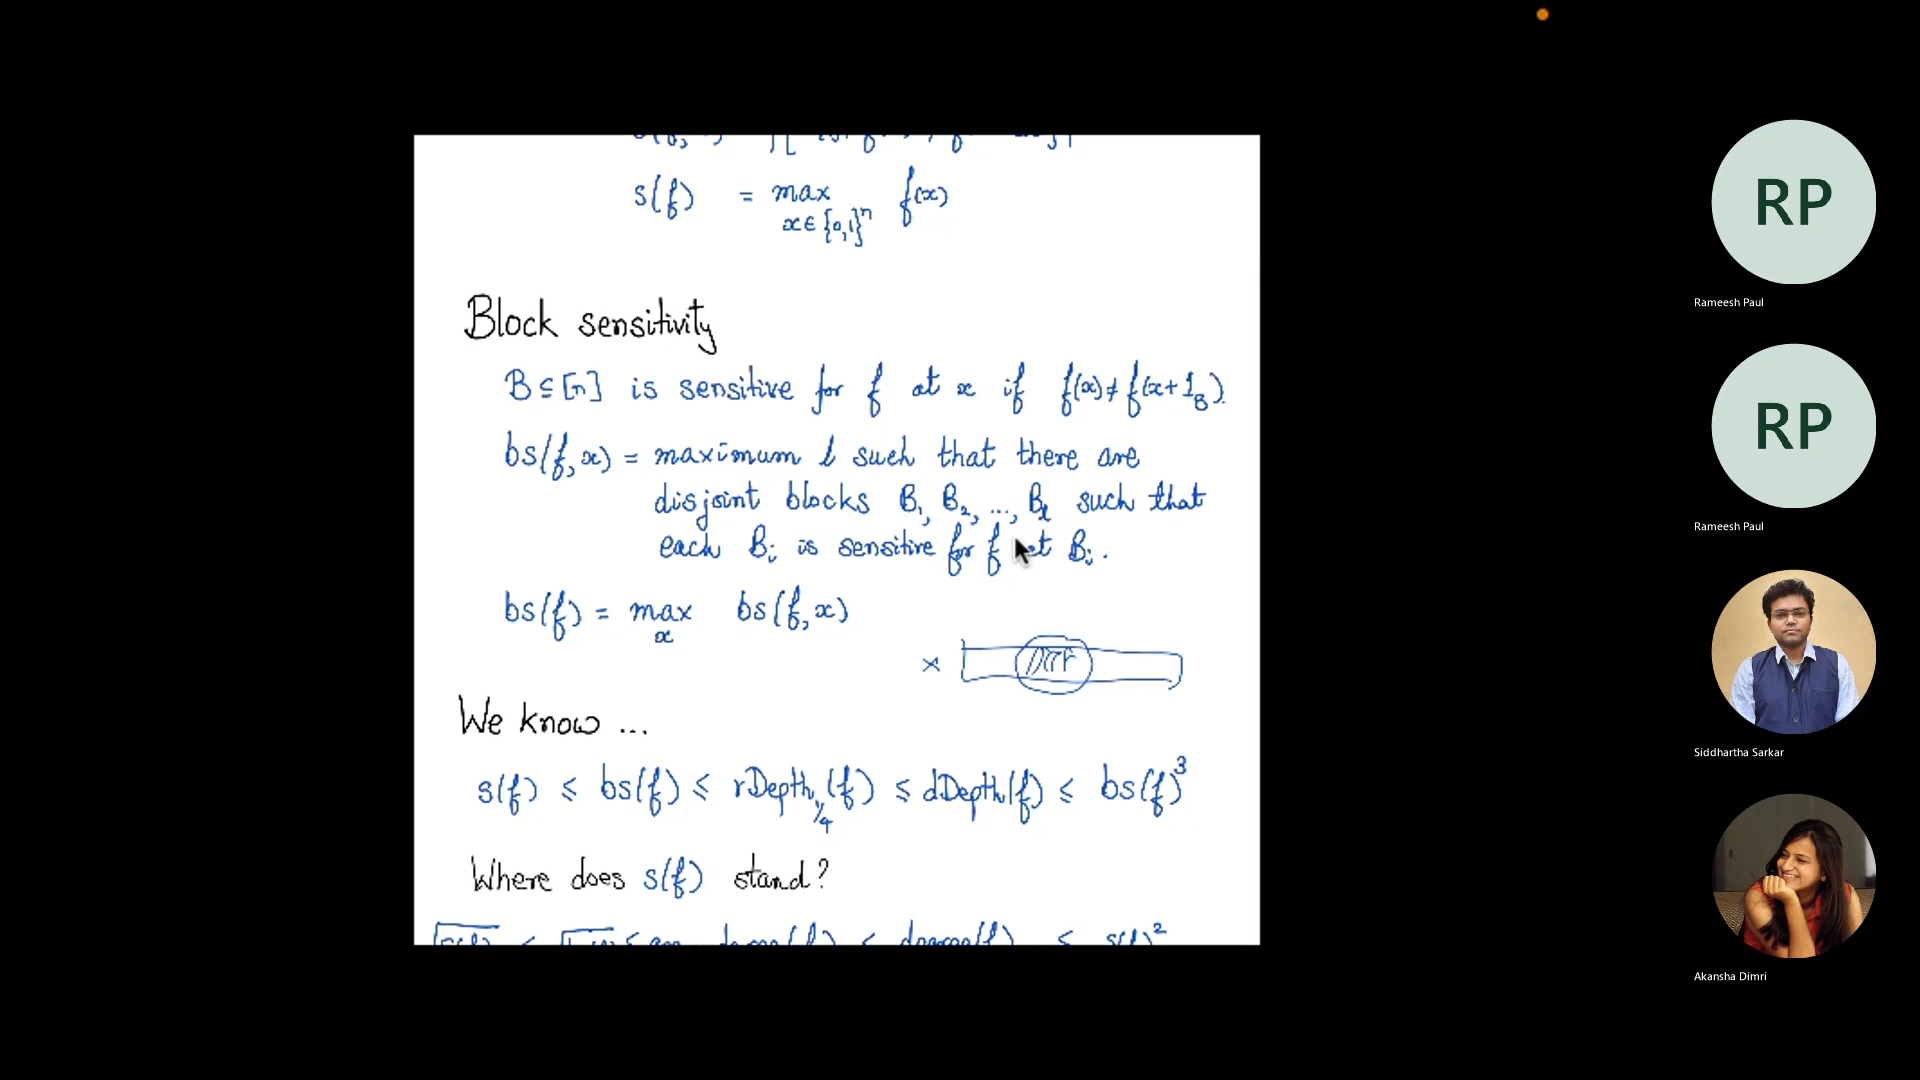 s(f) = max f(x)
x∈{0,1}ⁿ
Block sensitivity
B ⊆ [n] is sensitive for f at x if f(x) ≠ f(x+1_B).
bs(f,x) = maximum l such that there are
disjoint blocks B₁, B₂, ..., B_l such that
each Bᵢ is sensitive for f at Bᵢ.
bs(f) = max bs(f,x)
x
x
We know ...
s(f) ≤ bs(f) ≤ rDepth_{1/4}(f) ≤ dDepth(f) ≤ bs(f)³
Where does s(f) stand?
RP
Rameesh Paul
RP
Rameesh Paul
Siddhartha Sarkar
Akansha Dimri